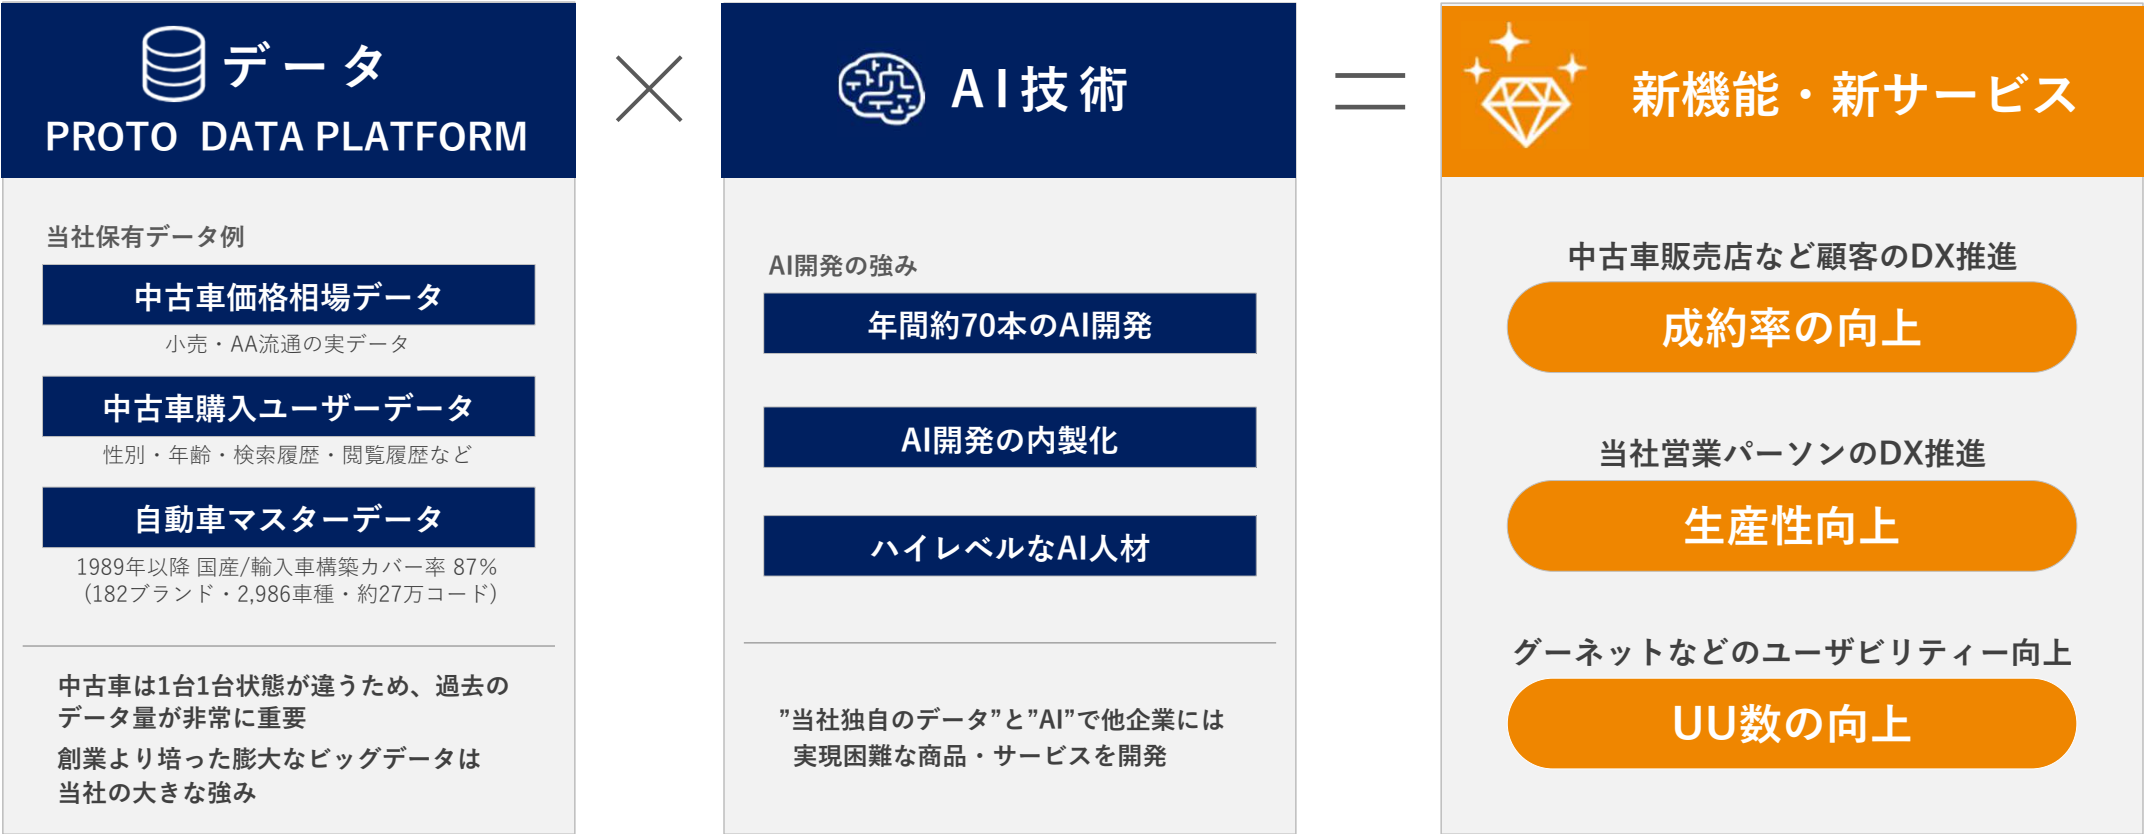 データ
PROTO DATA PLATFORM
当社保有データ例
中古車価格相場データ
小売・AA流通の実データ
中古車購入ユーザーデータ
性別・年齢・検索履歴・閲覧履歴など
自動車マスターデータ
1989年以降 国産/輸入車構築カバー率 87%
（182ブランド・2,986車種・約27万コード）
中古車は1台1台状態が違うため、過去の
データ量が非常に重要
創業より培った膨大なビッグデータは
当社の大きな強み
×
AI技術
AI開発の強み
年間約70本のAI開発
AI開発の内製化
ハイレベルなAI人材
”当社独自のデータ”と”AI”で他企業には
実現困難な商品・サービスを開発
＝
新機能・新サービス
中古車販売店など顧客のDX推進
成約率の向上
当社営業パーソンのDX推進
生産性向上
グーネットなどのユーザビリティー向上
UU数の向上